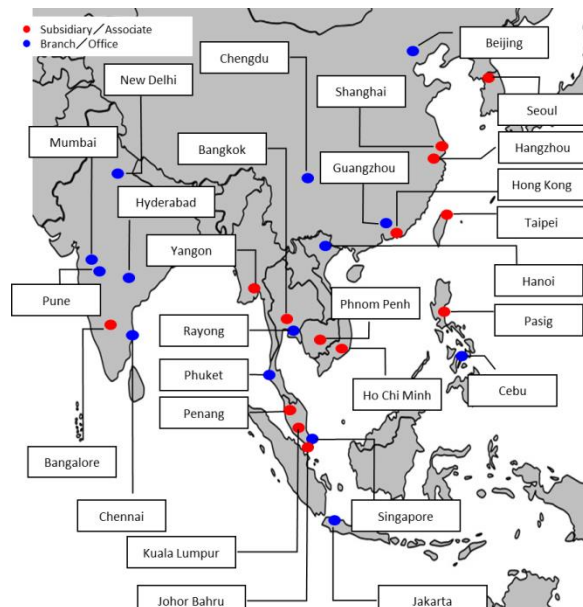 Subsidiary／Associate
Branch／Office
Beijing
Chengdu
New Delhi
Shanghai
Seoul
Mumbai
Bangkok
Hangzhou
Guangzhou
Hong Kong
Hyderabad
Taipei
Yangon
Hanoi
Pune
Phnom Penh
Pasig
Rayong
Phuket
Cebu
Ho Chi Minh
Penang
Bangalore
Chennai
Singapore
Kuala Lumpur
Johor Bahru
Jakarta